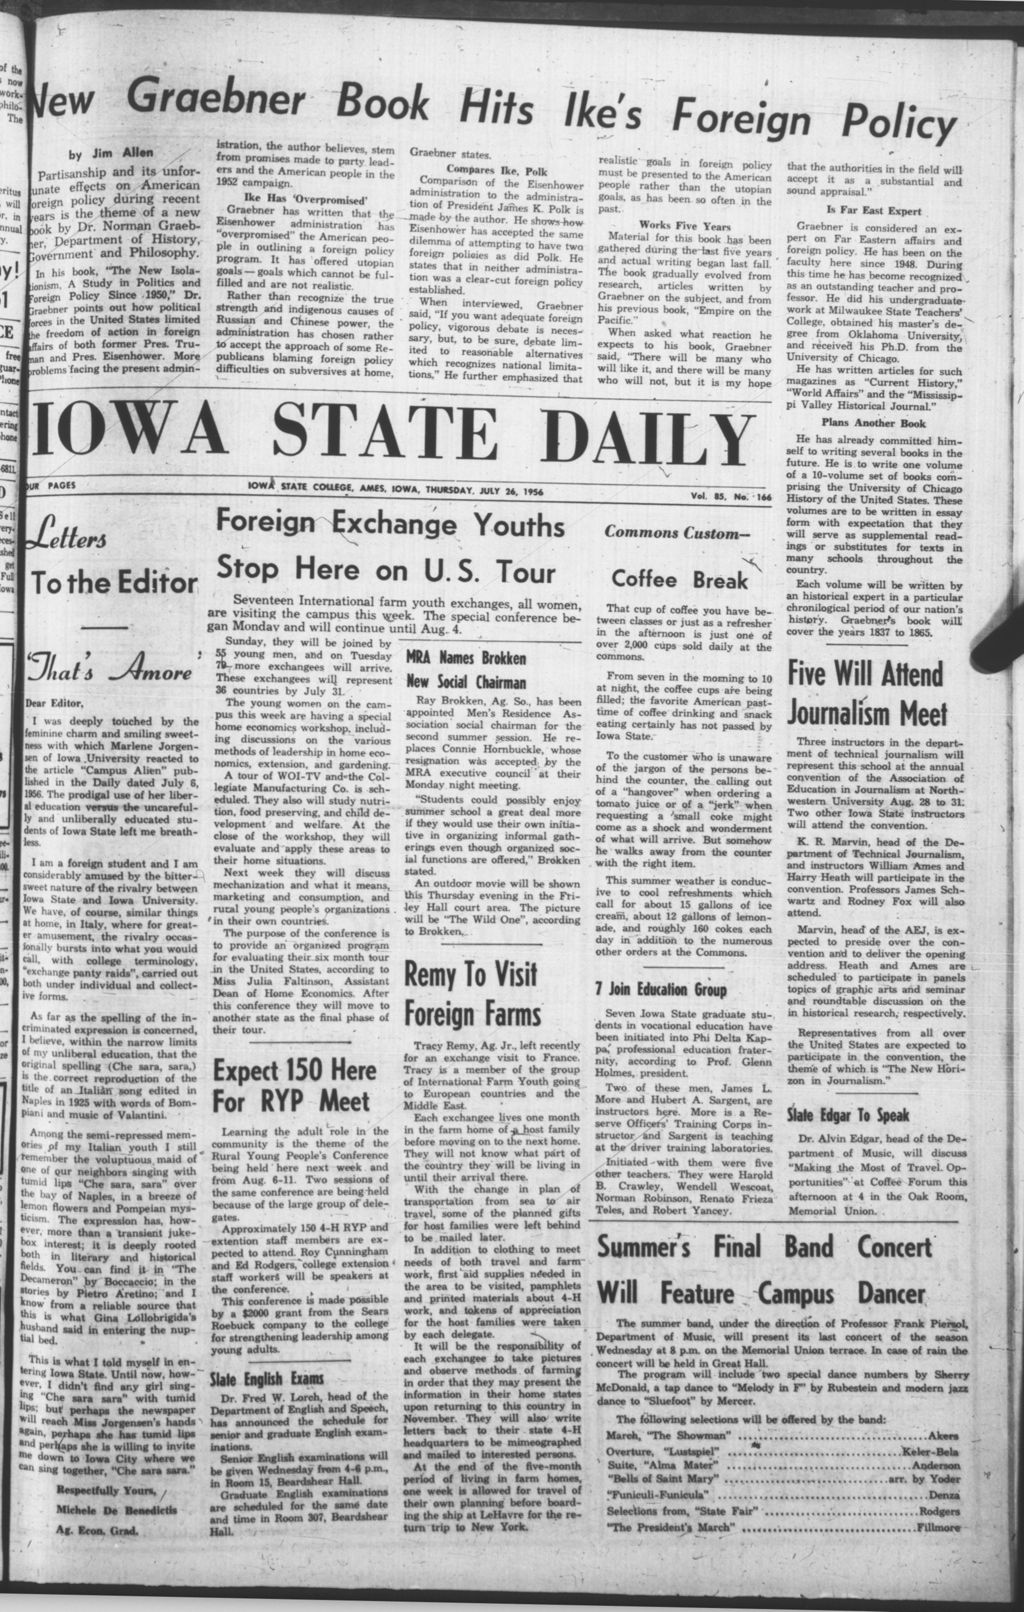 New Graebner Book Hits Ike's Foreign Policy
by Jim Allen
Partisanship and its unfor-
tunate effects on American
foreign policy during recent
years is the theme of a new
book by Dr. Norman Graeb-
ner, Department of History,
Government and Philosophy.
In his book, "The New Isola-
tionism, A Study in Politics and
Foreign Policy Since 1950," Dr.
Graebner points out how political
forces in the United States limited
the freedom of action in foreign
affairs of both former Pres. Tru-
man and Pres. Eisenhower. More
problems facing the present admin-
istration, the author believes, stem
from promises made to party lead-
ers and the American people in the
1952 campaign.
Ike Has 'Overpromised'
Graebner has written that the
Eisenhower administration has
"overpromised" the American peo-
ple in outlining a foreign policy
program. It has offered utopian
goals — goals which cannot be ful-
filled and are not realistic.
Rather than recognize the true
strength and indigenous causes of
Russian and Chinese power, the
administration has chosen rather
to accept the approach of some Re-
publicans blaming foreign policy
difficulties on subversives at home,
Graebner states.
Compares Ike, Polk
Comparison of the Eisenhower
administration to the administra-
tion of President James K. Polk is
made by the author. He shows how
Eisenhower has accepted the same
dilemma of attempting to have two
foreign policies as did Polk. He
states that in neither administra-
tion was a clear-cut foreign policy
established.
When interviewed, Graebner
said, "If you want adequate foreign
policy, vigorous debate is neces-
sary, but, to be sure, debate lim-
ited to reasonable alternatives
which recognizes national limita-
tions." He further emphasized that
realistic goals in foreign policy
must be presented to the American
people rather than the utopian
goals, as has been so often in the
past.
Works Five Years
Material for this book has been
gathered during the last five years
and actual writing began last fall.
The book gradually evolved from
research, articles written by
Graebner on the subject, and from
his previous book, "Empire on the
Pacific."
When asked what reaction he
expects to his book, Graebner
said, "There will be many who
will like it, and there will be many
who will not, but it is my hope
that the authorities in the field will
accept it as a substantial and
sound appraisal."
Is Far East Expert
Graebner is considered an ex-
pert on Far Eastern affairs and
foreign policy. He has been on the
faculty here since 1948. During
this time he has become recognized
as an outstanding teacher and pro-
fessor. He did his undergraduate
work at Milwaukee State Teachers'
College, obtained his master's de-
gree from Oklahoma University,
and received his Ph.D. from the
University of Chicago.
He has written articles for such
magazines as "Current History,"
"World Affairs" and the "Mississip-
pi Valley Historical Journal."
Plans Another Book
He has already committed him-
self to writing several books in the
future. He is to write one volume
of a 10-volume set of books com-
prising the University of Chicago
History of the United States. These
volumes are to be written in essay
form with expectation that they
will serve as supplemental read-
ings or substitutes for texts in
many schools throughout the
country.
Each volume will be written by
an historical expert in a particular
chronilogical period of our nation's
history. Graebner's book will
cover the years 1837 to 1865.
IOWA STATE DAILY
OUR PAGES
IOWA STATE COLLEGE, AMES, IOWA, THURSDAY, JULY 26, 1956
Vol. 85, No. 166
Letters
To the Editor
'That's Amore'
Dear Editor,
I was deeply touched by the
feminine charm and smiling sweet-
ness with which Marlene Jorgen-
sen of Iowa University reacted to
the article "Campus Alien" pub-
lished in the Daily dated July 6,
1956. The prodigal use of her liber-
al education versus the uncareful-
ly and unliberally educated stu-
dents of Iowa State left me breath-
less.
I am a foreign student and I am
considerably amused by the bitter-
sweet nature of the rivalry between
Iowa State and Iowa University.
We have, of course, similar things
at home, in Italy, where for great-
er amusement, the rivalry occas-
ionally bursts into what you would
call, with college terminology,
"exchange panty raids", carried out
both under individual and collect-
ive forms.
As far as the spelling of the in-
criminated expression is concerned,
I believe, within the narrow limits
of my unliberal education, that the
original spelling (Che sara, sara,)
is the correct reproduction of the
title of an Italian song edited in
Naples in 1925 with words of Bom-
piani and music of Valantini.
Among the semi-repressed mem-
ories of my Italian youth I still
remember the voluptuous maid of
one of our neighbors singing with
tumid lips "Che sara, sara" over
the bay of Naples, in a breeze of
lemon flowers and Pompeian mys-
ticism. The expression has, how-
ever, more than a transient juke-
box interest; it is deeply rooted
both in literary and historical
fields. You can find it in "The
Decameron" by Boccaccio; in the
stories by Pietro Aretino; and I
know from a reliable source that
this is what Gina Lollobrigida's
husband said in entering the nup-
tial bed.
This is what I told myself in en-
tering Iowa State. Until now, how-
ever, I didn't find any girl sing-
ing "Che sara sara" with tumid
lips; but perhaps the newspaper
will reach Miss Jorgensen's hands
again, perhaps she has tumid lips
and perhaps she is willing to invite
me down to Iowa City where we
can sing together, "Che sara sara."
Respectfully Yours,
Michele De Benedictis
Ag. Econ. Grad.
Foreign Exchange Youths
Stop Here on U. S. Tour
Seventeen International farm youth exchanges, all women,
are visiting the campus this week. The special conference be-
gan Monday and will continue until Aug. 4.
Sunday, they will be joined by
55 young men, and on Tuesday
79 more exchangees will arrive.
These exchangees will represent
36 countries by July 31.
The young women on the cam-
pus this week are having a special
home economics workshop, includ-
ing discussions on the various
methods of leadership in home eco-
nomics, extension, and gardening.
A tour of WOI-TV and the Col-
legiate Manufacturing Co. is sch-
eduled. They also will study nutri-
tion, food preserving, and child de-
velopment and welfare. At the
close of the workshop, they will
evaluate and apply these areas to
their home situations.
Next week they will discuss
mechanization and what it means,
marketing and consumption, and
rural young people's organizations
in their own countries.
The purpose of the conference is
to provide an organized program
for evaluating their six month tour
in the United States, according to
Miss Julia Faltinson, Assistant
Dean of Home Economics. After
this conference they will move to
another state as the final phase of
their tour.
Expect 150 Here
For RYP Meet
Learning the adult role in the
community is the theme of the
Rural Young People's Conference
being held here next week and
from Aug. 6-11. Two sessions of
the same conference are being held
because of the large group of dele-
gates.
Approximately 150 4-H RYP and
extention staff members are ex-
pected to attend. Roy Cunningham
and Ed Rodgers, college extension
staff workers will be speakers at
the conference.
This conference is made possible
by a $2000 grant from the Sears
Roebuck company to the college
for strengthening leadership among
young adults.
Slate English Exams
Dr. Fred W. Lorch, head of the
Department of English and Speech,
has announced the schedule for
senior and graduate English exam-
inations.
Senior English examinations will
be given Wednesday from 4-6 p.m.,
in Room 15, Beardshear Hall.
Graduate English examinations
are scheduled for the same date
and time in Room 307, Beardshear
Hall.
MRA Names Brokken
New Social Chairman
Ray Brokken, Ag. So., has been
appointed Men's Residence As-
sociation social chairman for the
second summer session. He re-
places Connie Hornbuckle, whose
resignation was accepted by the
MRA executive council at their
Monday night meeting.
"Students could possibly enjoy
summer school a great deal more
if they would use their own initia-
tive in organizing informal gath-
erings even though organized soc-
ial functions are offered," Brokken
stated.
An outdoor movie will be shown
this Thursday evening in the Fri-
ley Hall court area. The picture
will be "The Wild One", according
to Brokken.
Remy To Visit
Foreign Farms
Tracy Remy, Ag. Jr., left recently
for an exchange visit to France.
Tracy is a member of the group
of International Farm Youth going
to European countries and the
Middle East.
Each exchangee lives one month
in the farm home of a host family
before moving on to the next home.
They will not know what part of
the country they will be living in
until their arrival there.
With the change in plan of
transportation from sea to air
travel, some of the planned gifts
for host families were left behind
to be mailed later.
In addition to clothing to meet
needs of both travel and farm
work, first aid supplies needed in
the area to be visited, pamphlets
and printed materials about 4-H
work, and tokens of appreciation
for the host families were taken
by each delegate.
It will be the responsibility of
each exchangee to take pictures
and observe methods of farming
in order that they may present the
information in their home states
upon returning to this country in
November. They will also write
letters back to their state 4-H
headquarters to be mimeographed
and mailed to interested persons.
At the end of the five-month
period of living in farm homes,
one week is allowed for travel of
their own planning before board-
ing the ship at LeHavre for the re-
turn trip to New York.
Commons Custom—
Coffee Break
That cup of coffee you have be-
tween classes or just as a refresher
in the afternoon is just one of
over 2,000 cups sold daily at the
commons.
From seven in the morning to 10
at night, the coffee cups are being
filled; the favorite American past-
time of coffee drinking and snack
eating certainly has not passed by
Iowa State.
To the customer who is unaware
of the jargon of the persons be-
hind the counter, the calling out
of a "hangover" when ordering a
tomato juice or of a "jerk" when
requesting a small coke might
come as a shock and wonderment
of what will arrive. But somehow
he walks away from the counter
with the right item.
This summer weather is conduc-
ive to cool refreshments which
call for about 15 gallons of ice
cream, about 12 gallons of lemon-
ade, and roughly 160 cokes each
day in addition to the numerous
other orders at the Commons.
7 Join Education Group
Seven Iowa State graduate stu-
dents in vocational education have
been initiated into Phi Delta Kap-
pa, professional education frater-
nity, according to Prof. Glenn
Holmes, president.
Two of these men, James L.
More and Hubert A. Sargent, are
instructors here. More is a Re-
serve Officers' Training Corps in-
structor and Sargent is teaching
at the driver training laboratories.
Initiated with them were five
other teachers. They were Harold
B. Crawley, Wendell Wescoat,
Norman Robinson, Renato Frieza
Teles, and Robert Yancey.
Five Will Attend
Journalism Meet
Three instructors in the depart-
ment of technical journalism will
represent this school at the annual
convention of the Association of
Education in Journalism at North-
western University Aug. 28 to 31.
Two other Iowa State instructors
will attend the convention.
K. R. Marvin, head of the De-
partment of Technical Journalism,
and instructors William Ames and
Harry Heath will participate in the
convention. Professors James Sch-
wartz and Rodney Fox will also
attend.
Marvin, head of the AEJ, is ex-
pected to preside over the con-
vention and to deliver the opening
address. Heath and Ames are
scheduled to participate in panels
topics of graphic arts and seminar
and roundtable discussion on the
in historical research, respectively.
Representatives from all over
the United States are expected to
participate in the convention, the
theme of which is "The New Hori-
zon in Journalism."
Slate Edgar To Speak
Dr. Alvin Edgar, head of the De-
partment of Music, will discuss
"Making the Most of Travel Op-
portunities" at Coffee Forum this
afternoon at 4 in the Oak Room,
Memorial Union.
Summer's Final Band Concert
Will Feature Campus Dancer
The summer band, under the direction of Professor Frank Piersol,
Department of Music, will present its last concert of the season
Wednesday at 8 p.m. on the Memorial Union terrace. In case of rain the
concert will be held in Great Hall.
The program will include two special dance numbers by Sherry
McDonald, a tap dance to "Melody in F" by Rubestein and modern jazz
dance to "Sluefoot" by Mercer.
The following selections will be offered by the band:
March, "The Showman" .......... Akers
Overture, "Lustspiel" .......... Keler-Bela
Suite, "Alma Mater" .......... Anderson
"Bells of Saint Mary" .......... arr. by Yoder
"Funiculi-Funicula" .......... Denza
Selections from, "State Fair" .......... Rodgers
"The President's March" .......... Fillmore